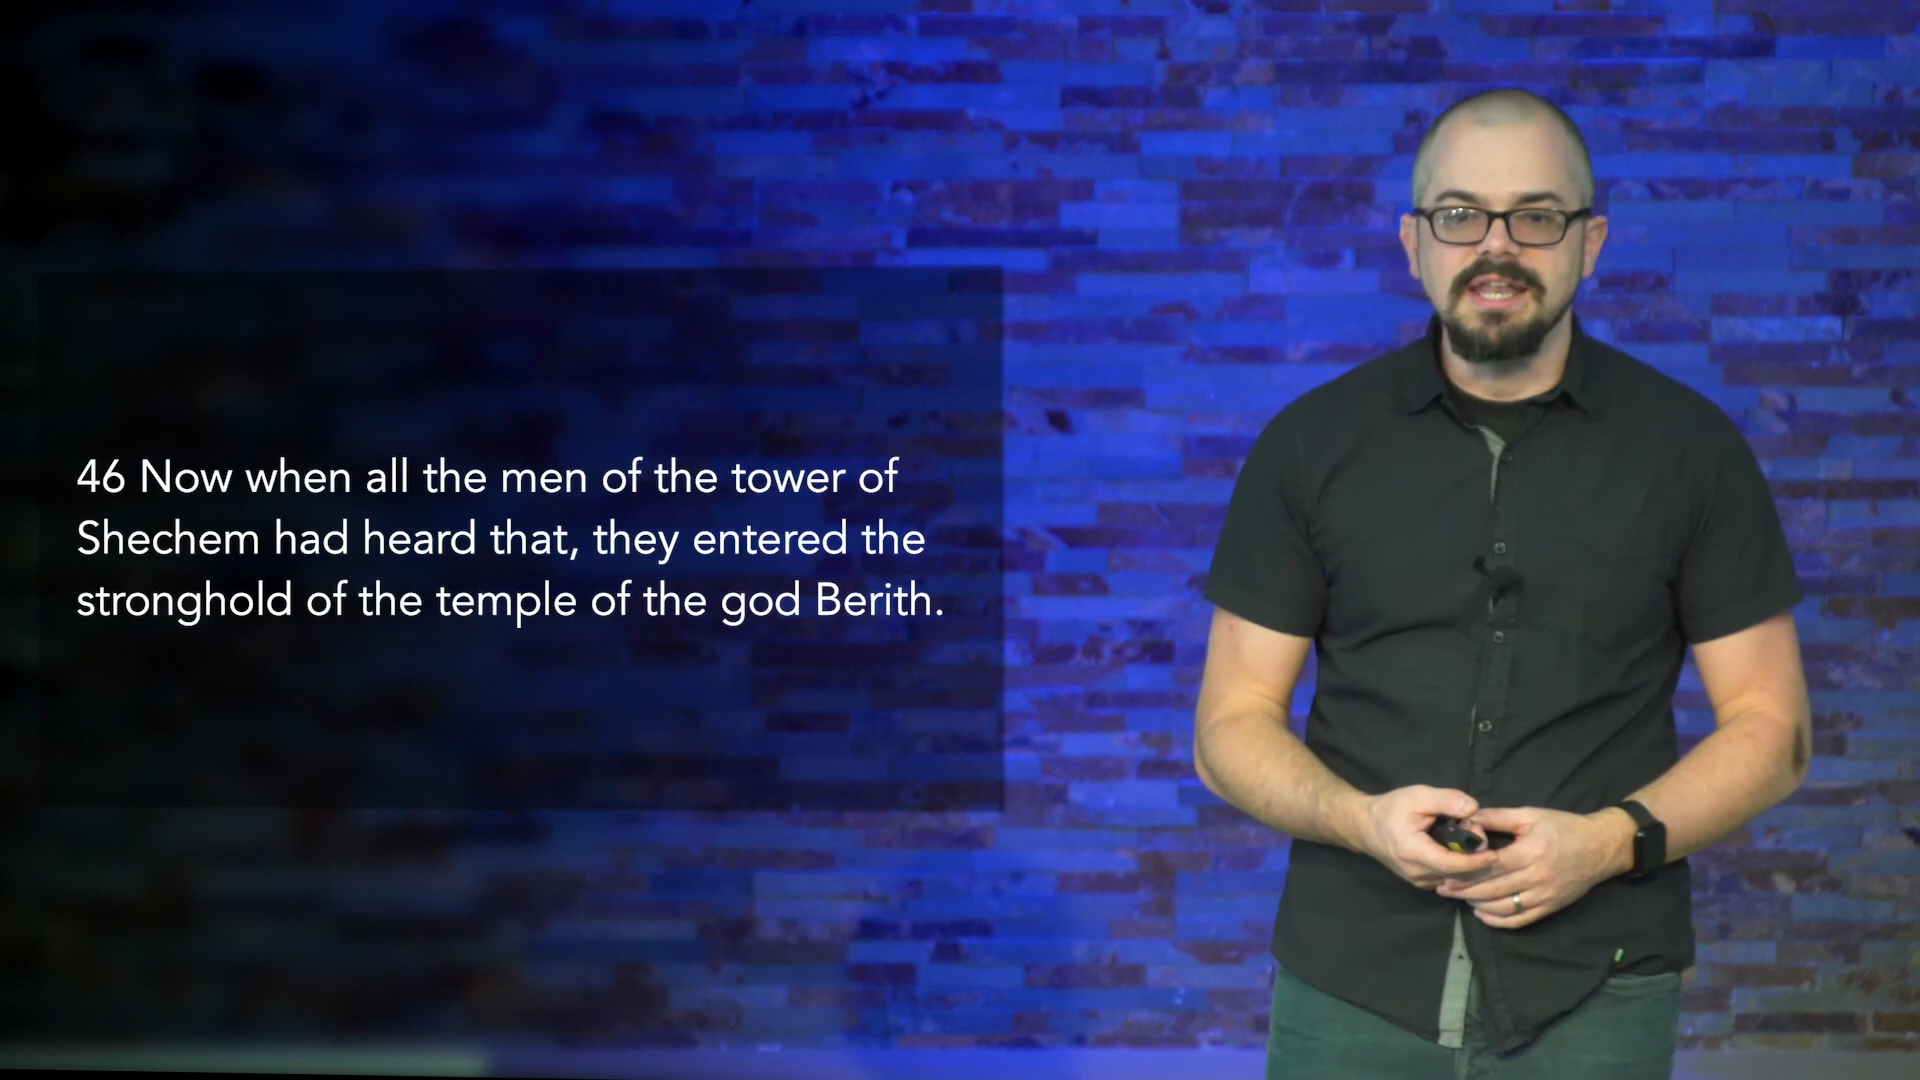 46 Now when all the men of the tower of
Shechem had heard that, they entered the
stronghold of the temple of the god Berith.